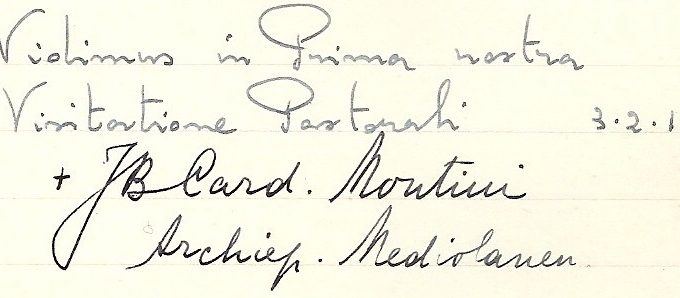 Vidimus in Prima nostra
Visitatione Pastorali 3.2.1
+ JB Card. Montini
Archiep. Mediolanen.